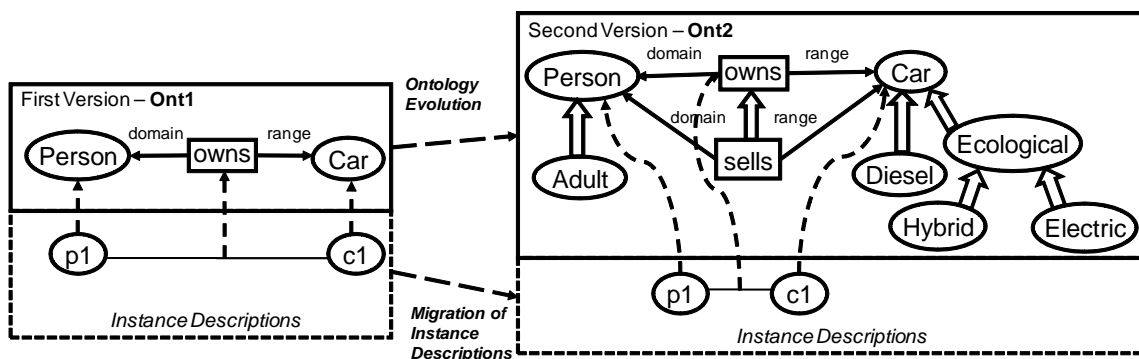 First Version – Ont1
Person
domain
owns
range
Car
p1
c1
Instance Descriptions
Ontology
Evolution
Migration of
Instance
Descriptions
Second Version – Ont2
Person
domain
owns
range
Car
domain
range
sells
Adult
Diesel
Ecological
Hybrid
Electric
p1
c1
Instance Descriptions